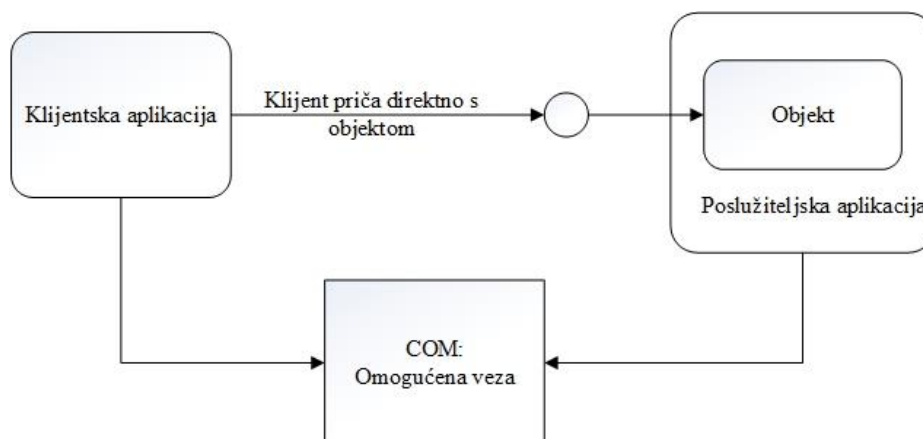 Klijentska aplikacija
Klijent priča direktno s
objektom
Objekt
Poslužiteljska aplikacija
COM:
Omogućena veza